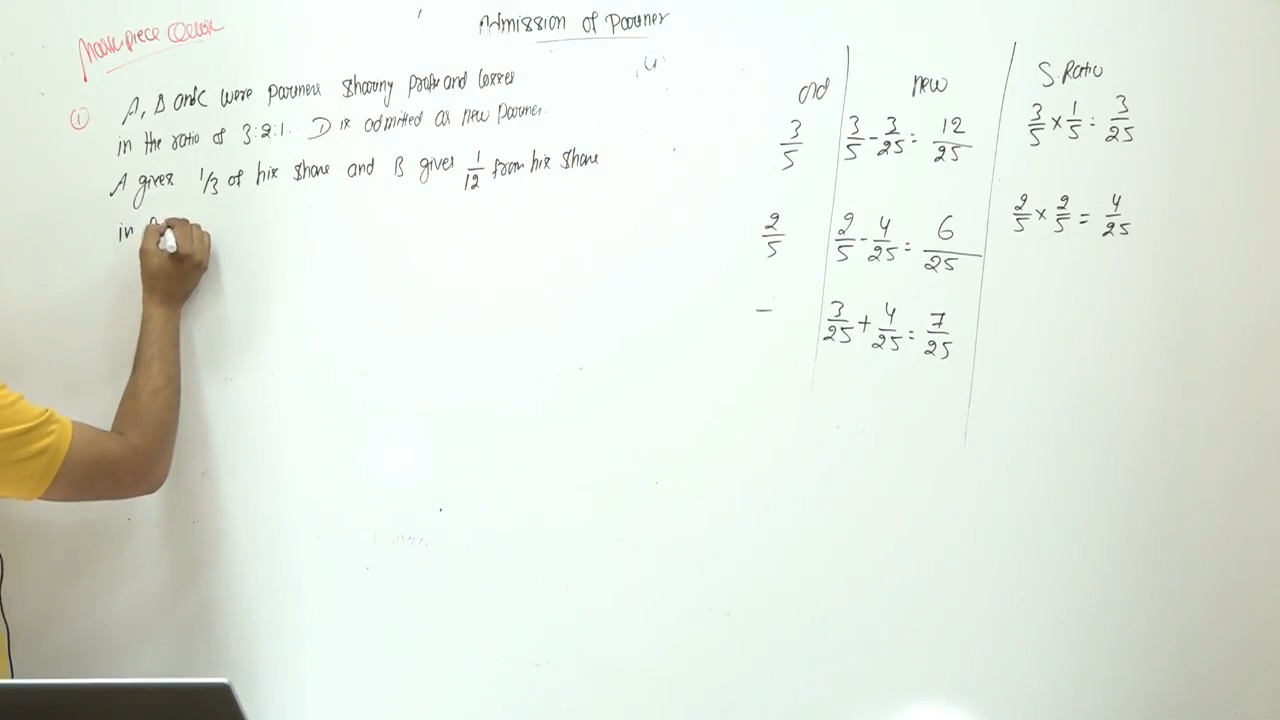 Admission of Partner
Masterpiece
①
A, B and C were partners sharing profit and losses
in the ratio of 3:2:1. D is admitted as new Partner.
A gives 1/3 of his share and B gives 1/12 from his share
in
Old
3/5
2/5
–
New
3/5 - 3/25 = 12/25
2/5 - 4/25 = 6/25
3/25 + 4/25 = 7/25
S. Ratio
3/5 × 1/5 = 3/25
2/5 × 2/5 = 4/25